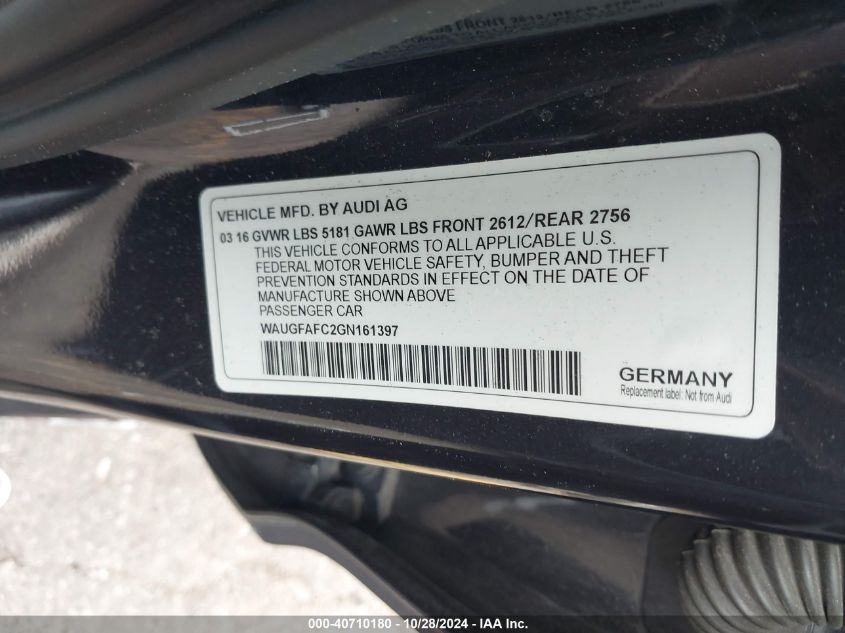 VEHICLE MFD. BY AUDI AG
03 16 GVWR LBS 5181 GAWR LBS FRONT 2612/REAR 2756
THIS VEHICLE CONFORMS TO ALL APPLICABLE U.S.
FEDERAL MOTOR VEHICLE SAFETY, BUMPER AND THEFT
PREVENTION STANDARDS IN EFFECT ON THE DATE OF
MANUFACTURE SHOWN ABOVE
PASSENGER CAR
WAUGFAFC2GN161397
GERMANY
Replacement label: Not from Audi
000-40710180 - 10/28/2024 - IAA Inc.